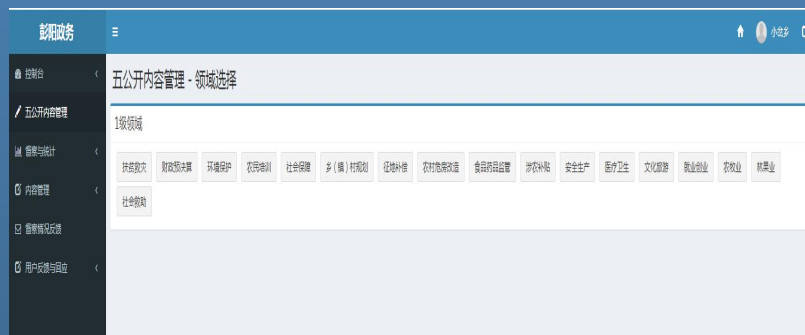 彭阳政务
小岔乡
控制台
五公开内容管理
督察与统计
内容管理
督察情况反馈
用户反馈与回应
五公开内容管理 - 领域选择
1级领域
扶贫救灾 财政预决算 环境保护 农民培训 社会保障 乡（镇）村规划 征地补偿 农村危房改造 食品药品监管 涉农补贴 安全生产 医疗卫生 文化旅游 就业创业 农牧业 林果业
社会救助